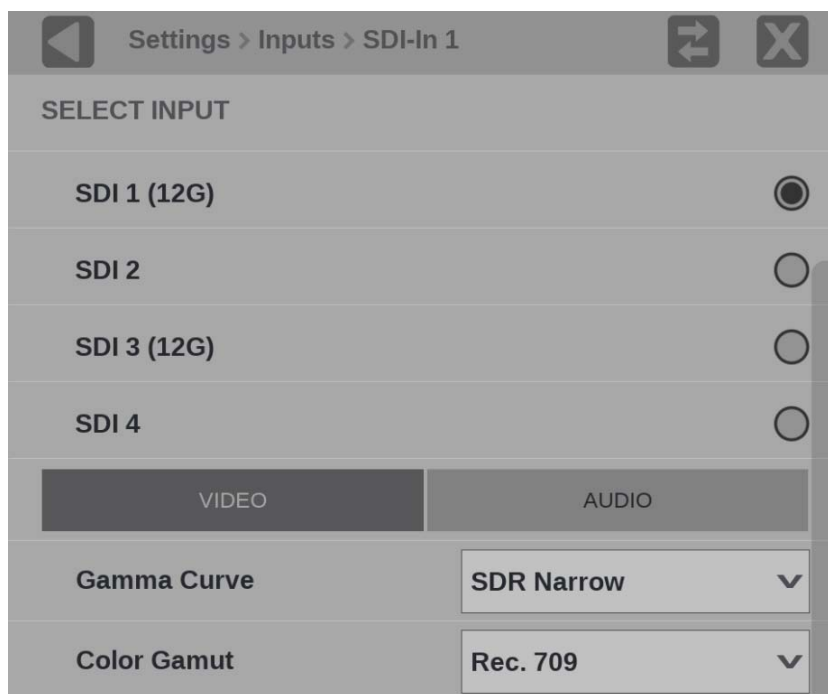 Settings > Inputs > SDI-In 1
SELECT INPUT
SDI 1 (12G)
SDI 2
SDI 3 (12G)
SDI 4
VIDEO AUDIO
Gamma Curve SDR Narrow
Color Gamut Rec. 709